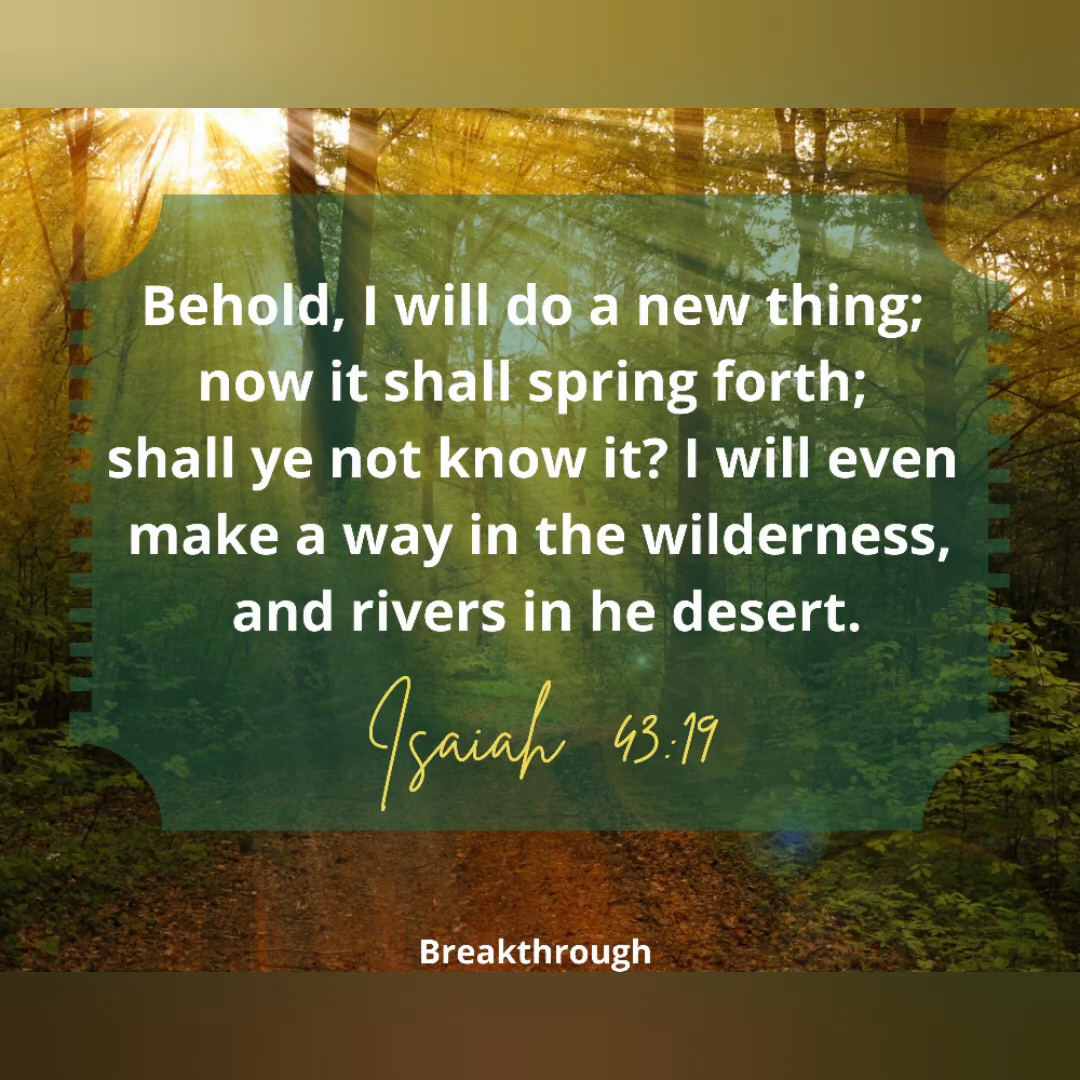 Behold, I will do a new thing;
now it shall spring forth;
shall ye not know it? I will even
make a way in the wilderness,
and rivers in he desert.
Isaiah 43:19
Breakthrough